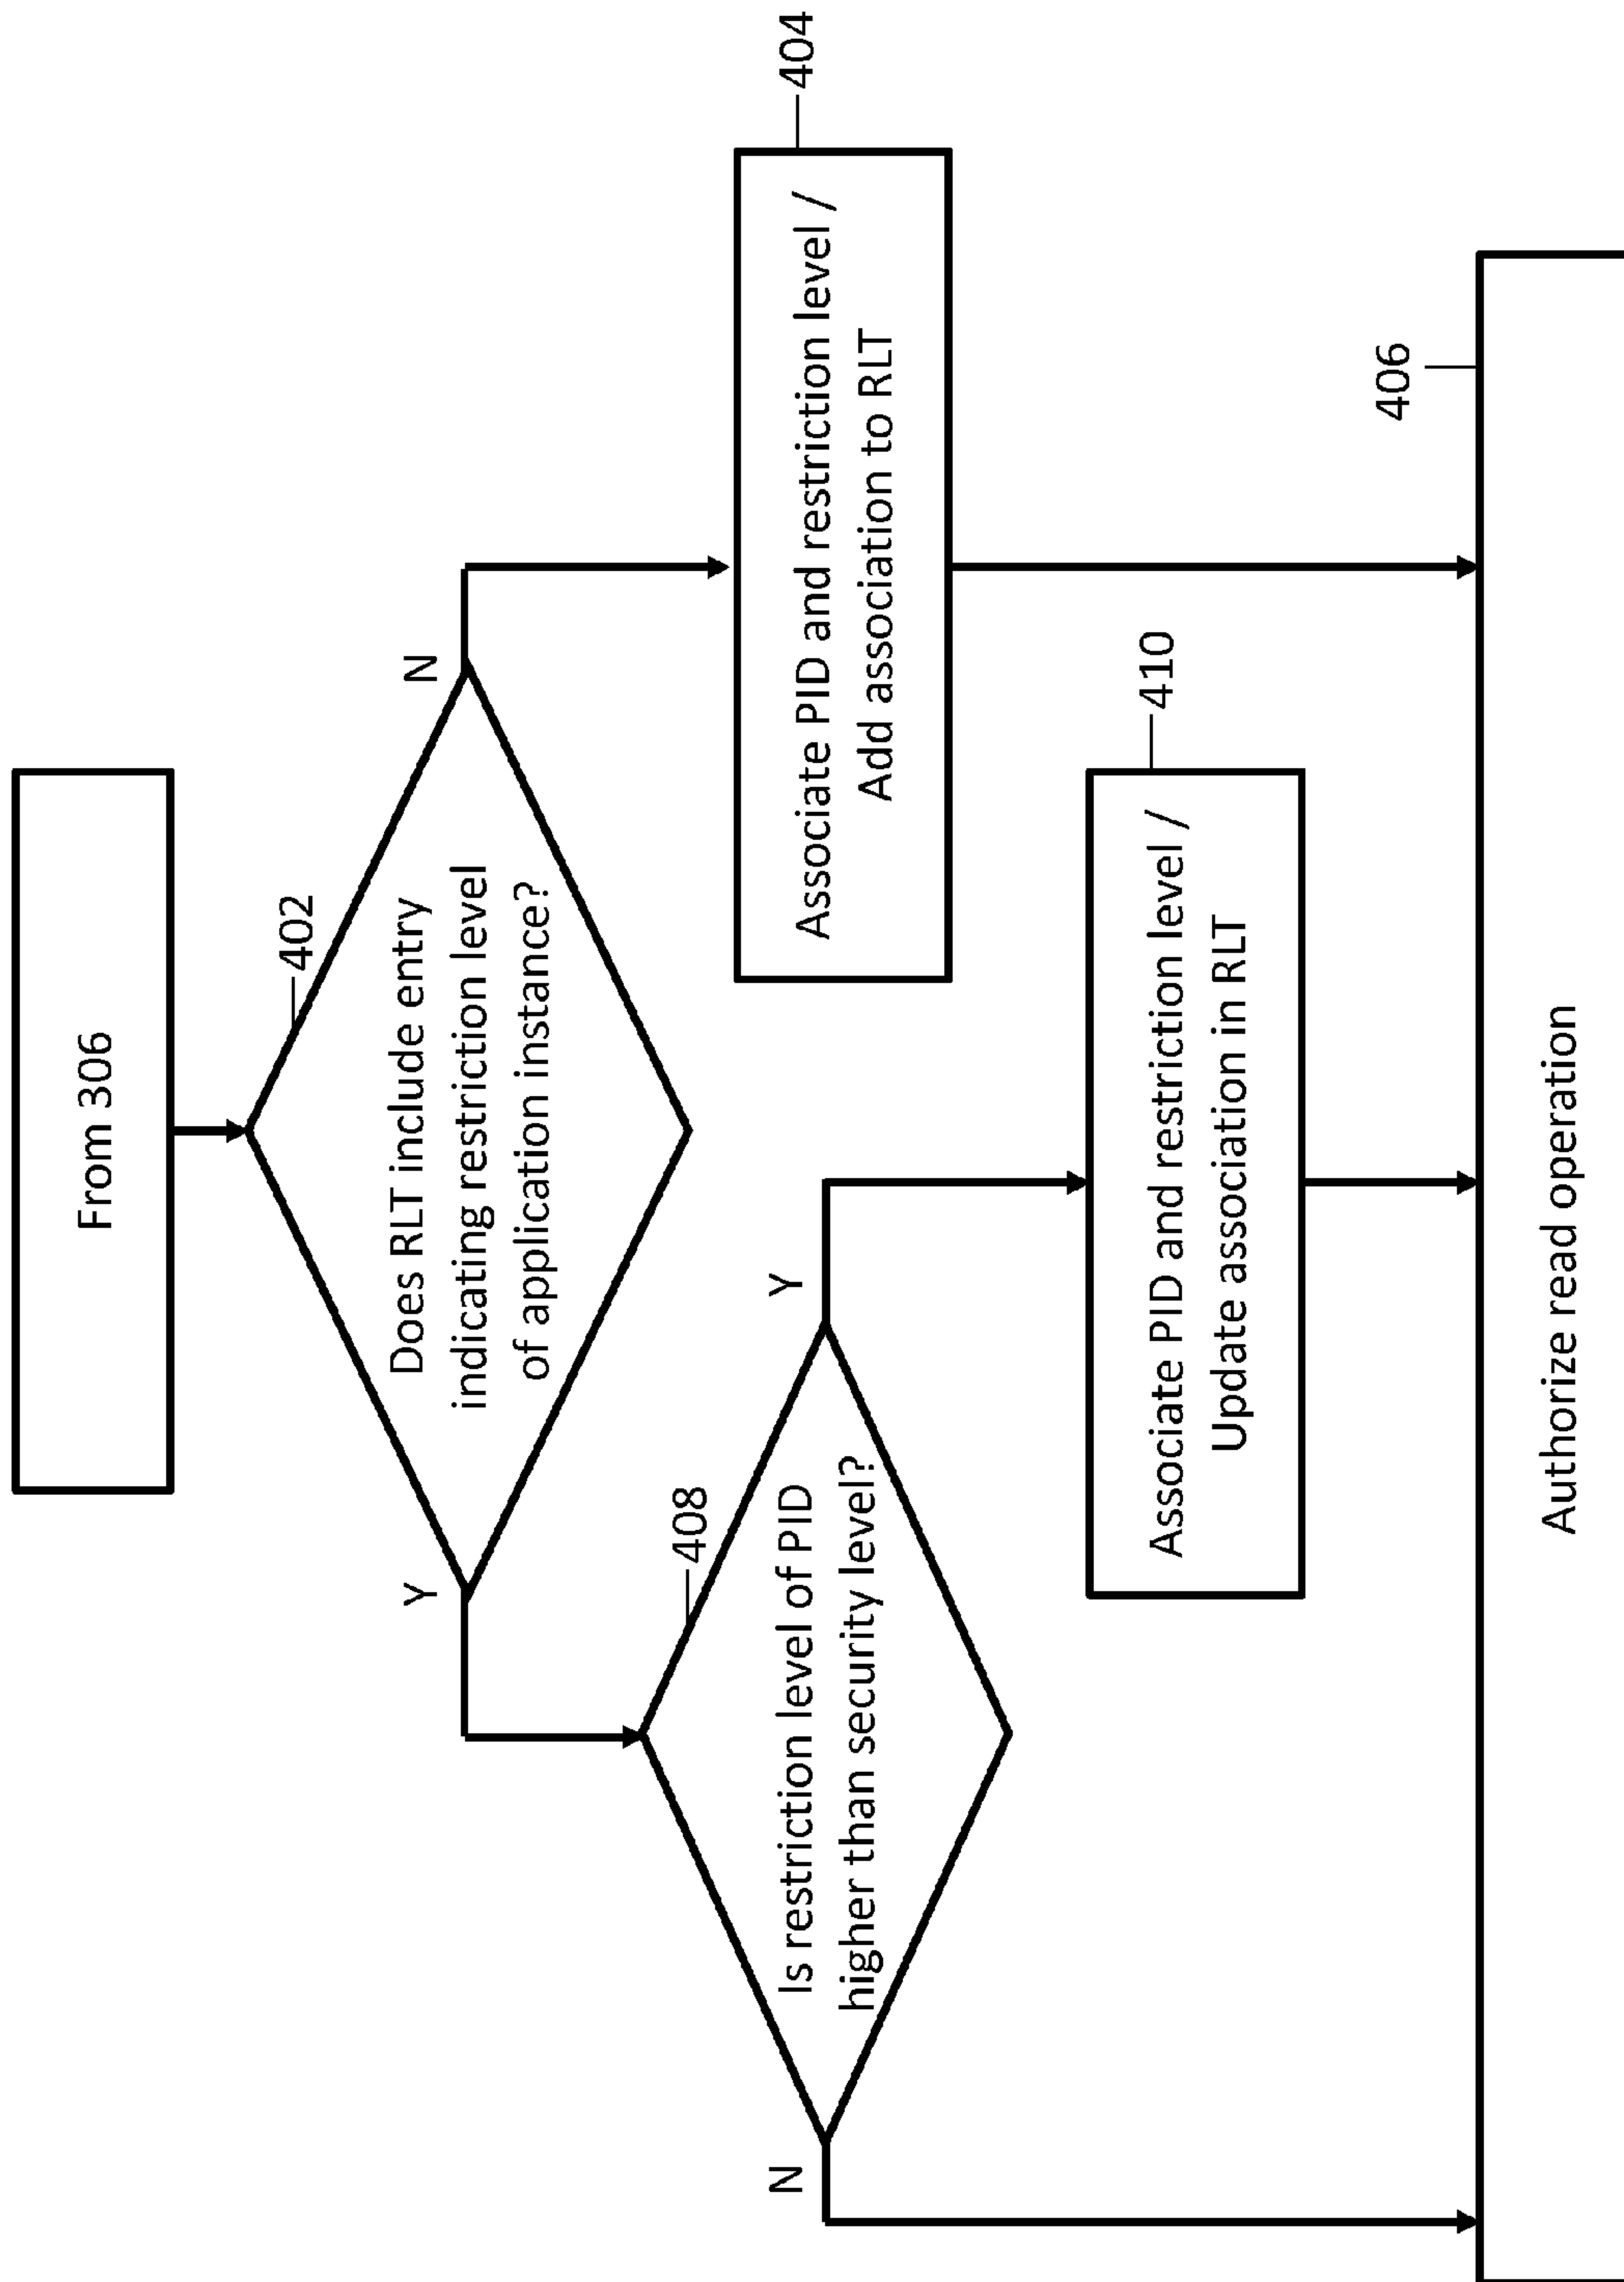 From 306
402
Does RLT include entry
indicating restriction level
of application instance?
Y
N
408
Is restriction level of PID
higher than security level?
N
Y
404
Associate PID and restriction level /
Add association to RLT
410
Associate PID and restriction level /
Update association in RLT
406
Authorize read operation